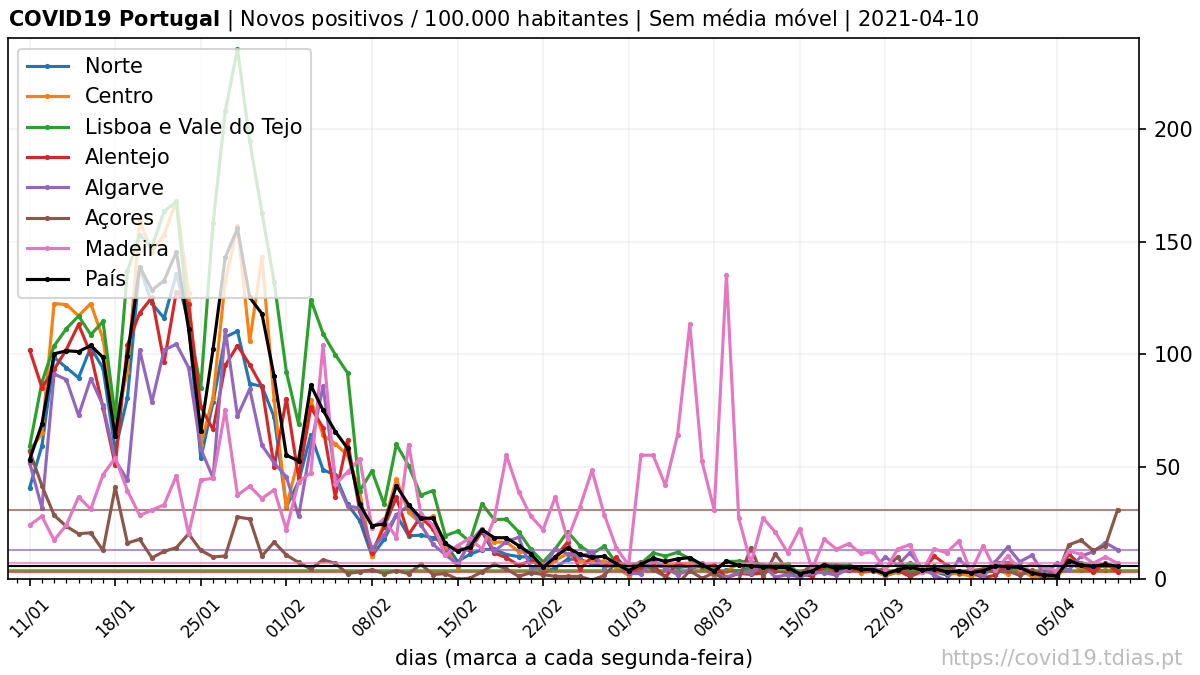 COVID19 Portugal | Novos positivos / 100.000 habitantes | Sem média móvel | 2021-04-10
Norte
Centro
Lisboa e Vale do Tejo
Alentejo
Algarve
Açores
Madeira
País
200
150
100
50
0
11/01
18/01
25/01
01/02
08/02
15/02
22/02
01/03
08/03
15/03
22/03
29/03
05/04
dias (marca a cada segunda-feira)
https://covid19.tdias.pt